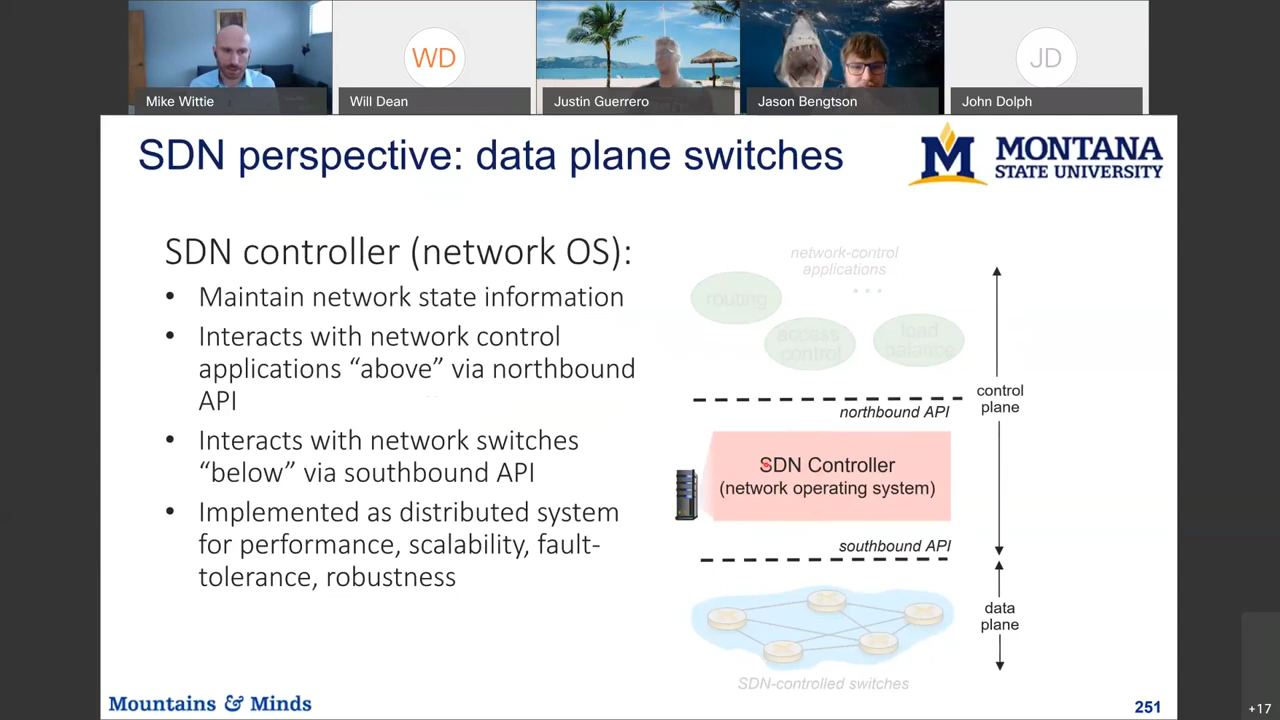 WD
JD
Mike Wittie
Will Dean
Justin Guerrero
Jason Bengtson
John Dolph
SDN perspective: data plane switches
M MONTANA
STATE UNIVERSITY
SDN controller (network OS):
• Maintain network state information
• Interacts with network control
applications “above” via northbound
API
• Interacts with network switches
“below” via southbound API
• Implemented as distributed system
for performance, scalability, fault-
tolerance, robustness
network-control
applications
...
routing
access
control
load
balance
northbound API
control
plane
SDN Controller
(network operating system)
southbound API
data
plane
SDN-controlled switches
Mountains & Minds
251
+17